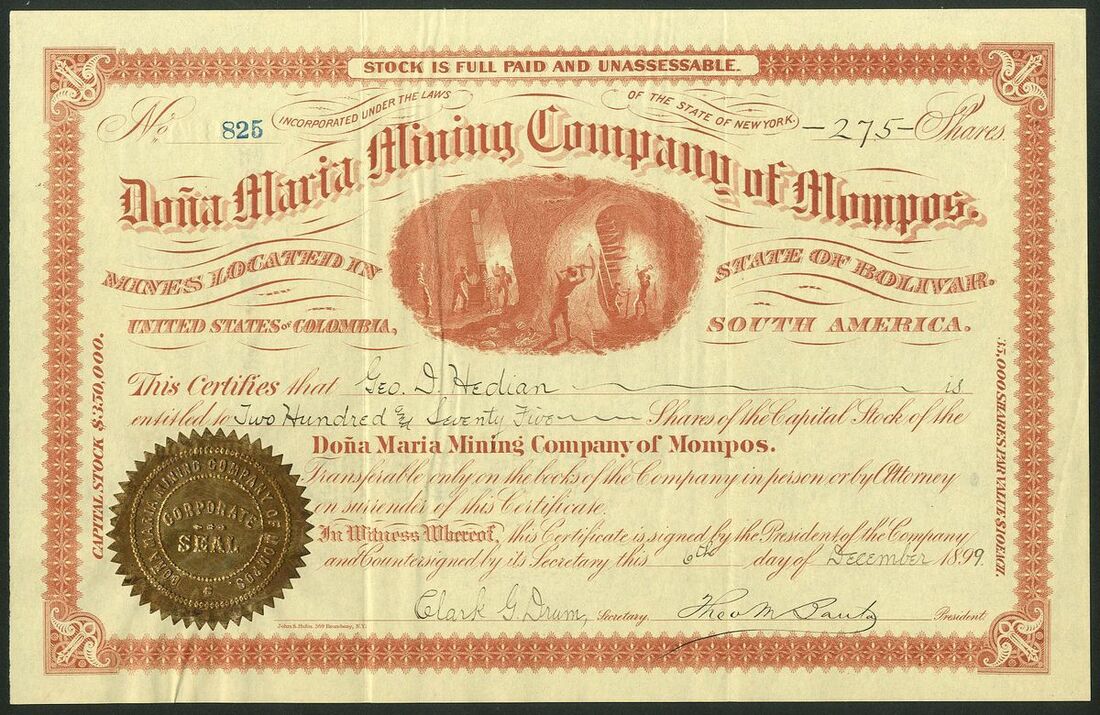 STOCK IS FULL PAID AND UNASSESSABLE.
No. 825
INCORPORATED UNDER THE LAWS OF THE STATE OF NEW YORK.
-275- Shares.
Doña Maria Mining Company of Mompos.
MINES LOCATED IN STATE OF BOLIVAR.
UNITED STATES OF COLOMBIA, SOUTH AMERICA.
CAPITAL STOCK $350,000.
35,000 SHARES, PAR VALUE $10 EACH.
This Certifies that Geo. D. Hedian is
entitled to Two Hundred & Seventy Five Shares of the Capital Stock of the
Doña Maria Mining Company of Mompos.
Transferable only on the books of the Company in person or by Attorney
on surrender of this Certificate.
In Witness Whereof, this Certificate is signed by the President of the Company
and Countersigned by its Secretary this 6th day of December 1899.
Clark G. Drum, Secretary. Theo M President
DOÑA MARIA MINING COMPANY OF MOMPOS
CORPORATE
SEAL
Broadway, N.Y.